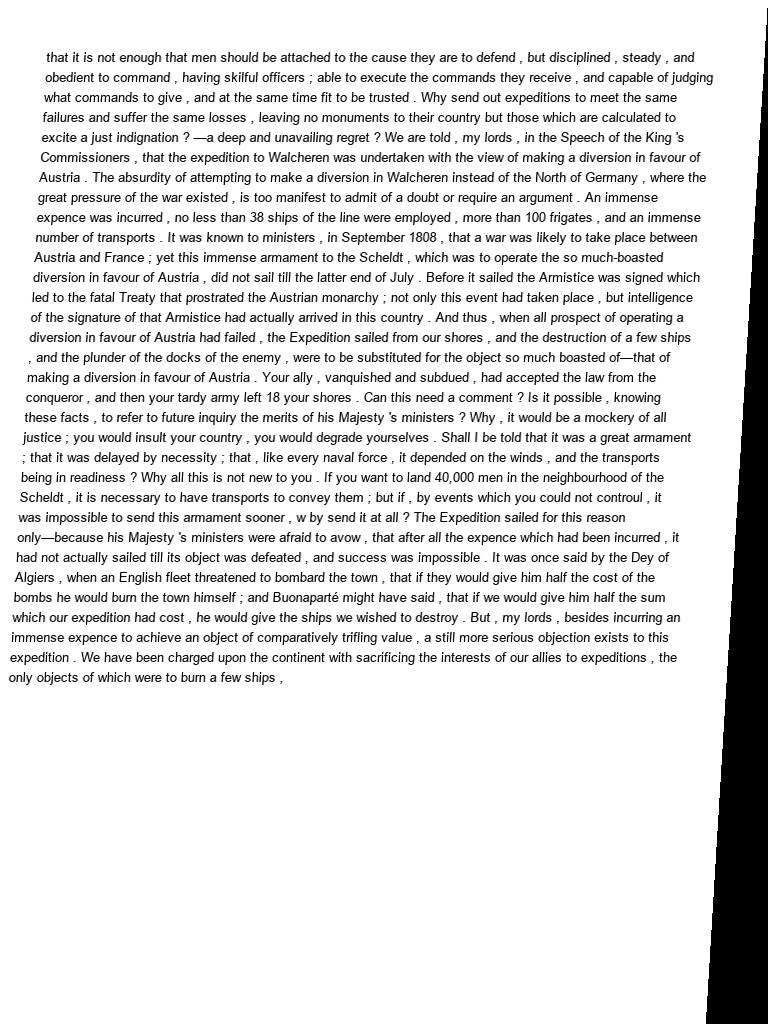 that it is not enough that men should be attached to the cause they are to defend , but disciplined , steady , and
obedient to command , having skilful officers ; able to execute the commands they receive , and capable of judging
what commands to give , and at the same time fit to be trusted . Why send out expeditions to meet the same
failures and suffer the same losses , leaving no monuments to their country but those which are calculated to
excite a just indignation ? —a deep and unavailing regret ? We are told , my lords , in the Speech of the King 's
Commissioners , that the expedition to Walcheren was undertaken with the view of making a diversion in favour of
Austria . The absurdity of attempting to make a diversion in Walcheren instead of the North of Germany , where the
great pressure of the war existed , is too manifest to admit of a doubt or require an argument . An immense
expence was incurred , no less than 38 ships of the line were employed , more than 100 frigates , and an immense
number of transports . It was known to ministers , in September 1808 , that a war was likely to take place between
Austria and France ; yet this immense armament to the Scheldt , which was to operate the so much-boasted
diversion in favour of Austria , did not sail till the latter end of July . Before it sailed the Armistice was signed which
led to the fatal Treaty that prostrated the Austrian monarchy ; not only this event had taken place , but intelligence
of the signature of that Armistice had actually arrived in this country . And thus , when all prospect of operating a
diversion in favour of Austria had failed , the Expedition sailed from our shores , and the destruction of a few ships
, and the plunder of the docks of the enemy , were to be substituted for the object so much boasted of—that of
making a diversion in favour of Austria . Your ally , vanquished and subdued , had accepted the law from the
conqueror , and then your tardy army left 18 your shores . Can this need a comment ? Is it possible , knowing
these facts , to refer to future inquiry the merits of his Majesty 's ministers ? Why , it would be a mockery of all
justice ; you would insult your country , you would degrade yourselves . Shall I be told that it was a great armament
; that it was delayed by necessity ; that , like every naval force , it depended on the winds , and the transports
being in readiness ? Why all this is not new to you . If you want to land 40,000 men in the neighbourhood of the
Scheldt , it is necessary to have transports to convey them ; but if , by events which you could not controul , it
was impossible to send this armament sooner , w by send it at all ? The Expedition sailed for this reason
only—because his Majesty 's ministers were afraid to avow , that after all the expence which had been incurred , it
had not actually sailed till its object was defeated , and success was impossible . It was once said by the Dey of
Algiers , when an English fleet threatened to bombard the town , that if they would give him half the cost of the
bombs he would burn the town himself ; and Buonaparté might have said , that if we would give him half the sum
which our expedition had cost , he would give the ships we wished to destroy . But , my lords , besides incurring an
immense expence to achieve an object of comparatively trifling value , a still more serious objection exists to this
expedition . We have been charged upon the continent with sacrificing the interests of our allies to expeditions , the
only objects of which were to burn a few ships ,